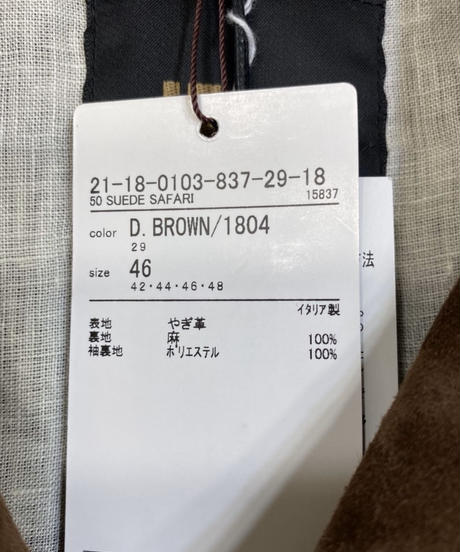 21-18-0103-837-29-18
50 SUEDE SAFARI 15837
color D. BROWN/1804
29
size 46
42・44・46・48
イタリア製
表地 やぎ革
裏地 麻 100%
袖裏地 ポリエステル 100%
方法